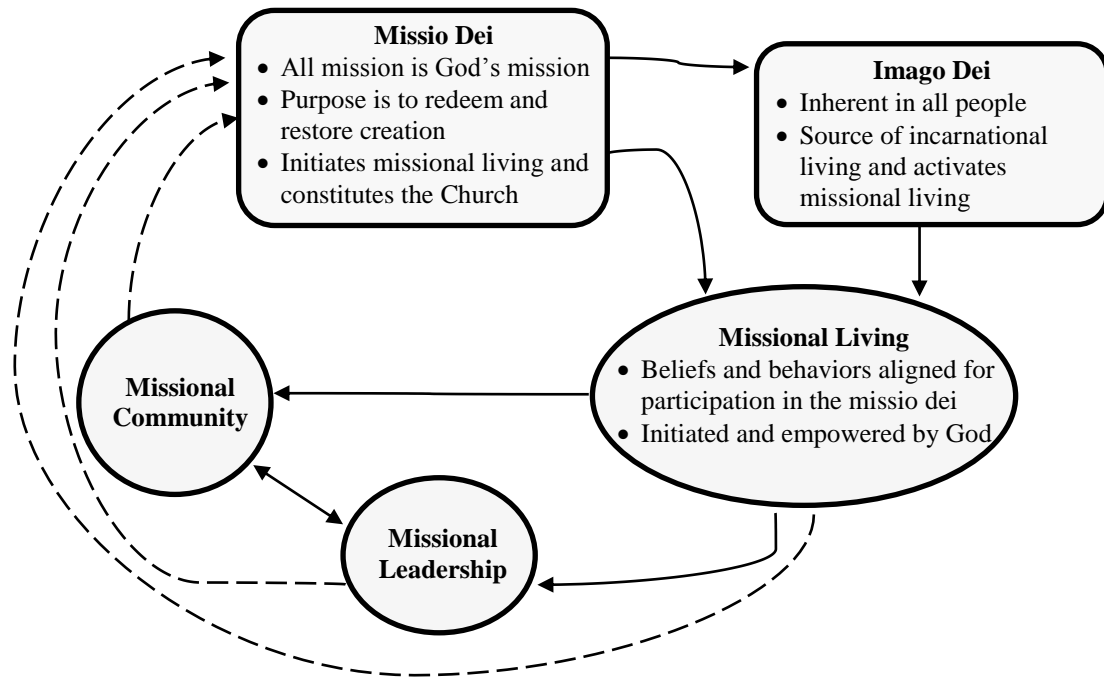 Missio Dei
• All mission is God’s mission
• Purpose is to redeem and
restore creation
• Initiates missional living and
constitutes the Church
Imago Dei
• Inherent in all people
• Source of incarnational
living and activates
missional living
Missional Living
• Beliefs and behaviors aligned for
participation in the missio dei
• Initiated and empowered by God
Missional
Community
Missional
Leadership